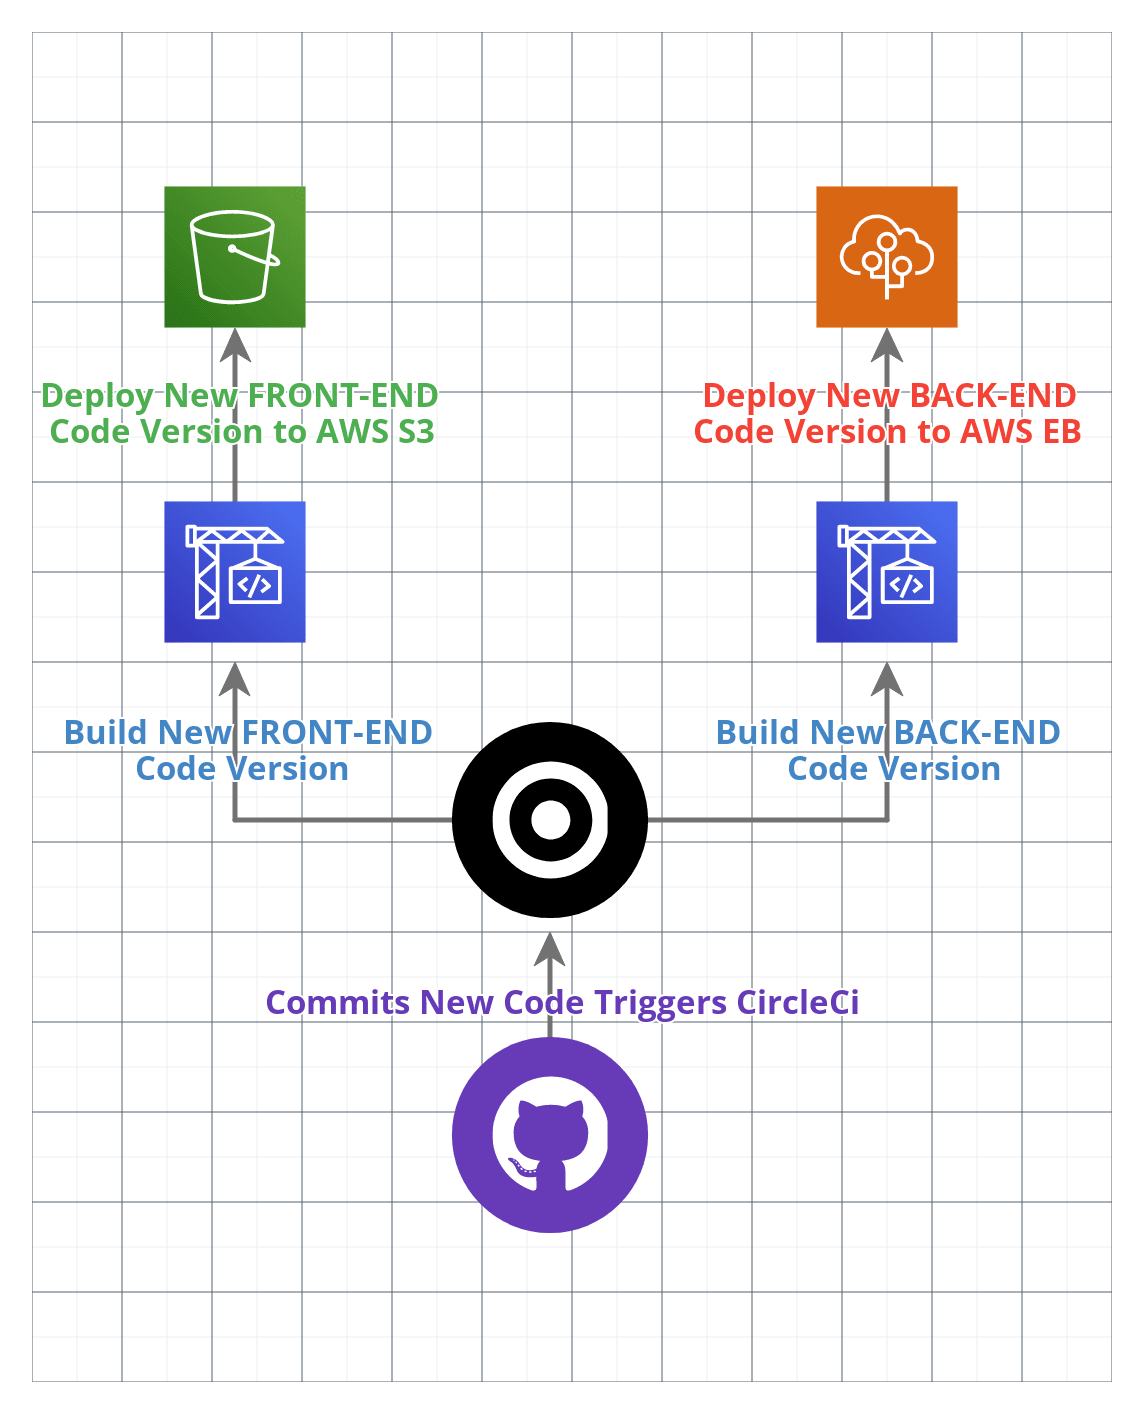 Deploy New FRONT-END
Code Version to AWS S3
Deploy New BACK-END
Code Version to AWS EB
Build New FRONT-END
Code Version
Build New BACK-END
Code Version
Commits New Code Triggers CircleCi